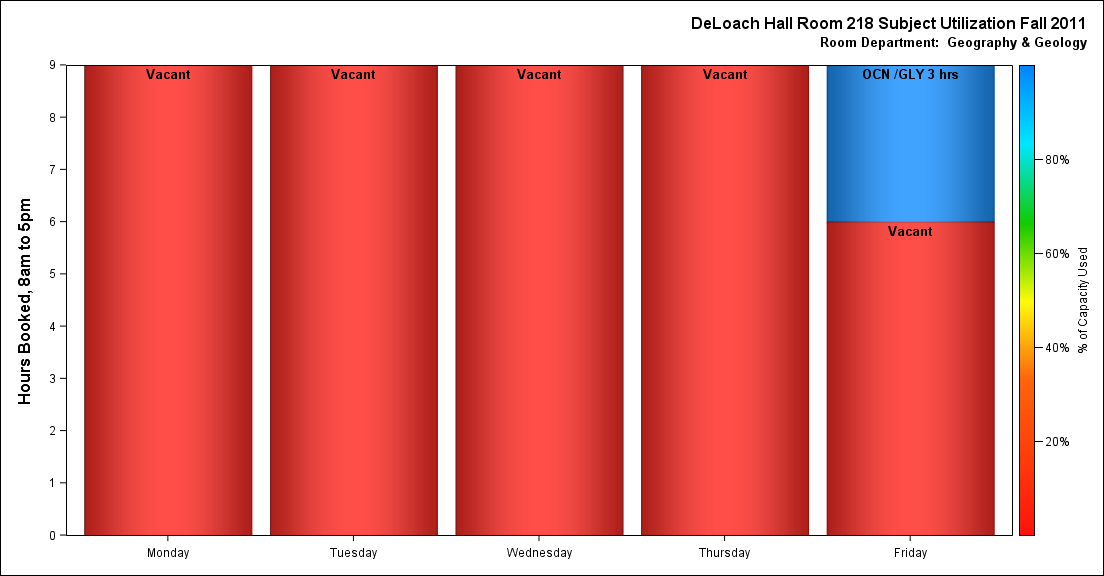 DeLoach Hall Room 218 Subject Utilization Fall 2011
Room Department:  Geography & Geology
Hours Booked, 8am to 5pm
9
8
7
6
5
4
3
2
1
0
Vacant
Vacant
Vacant
Vacant
OCN /GLY 3 hrs
Vacant
Monday
Tuesday
Wednesday
Thursday
Friday
80%
60%
40%
20%
% of Capacity Used